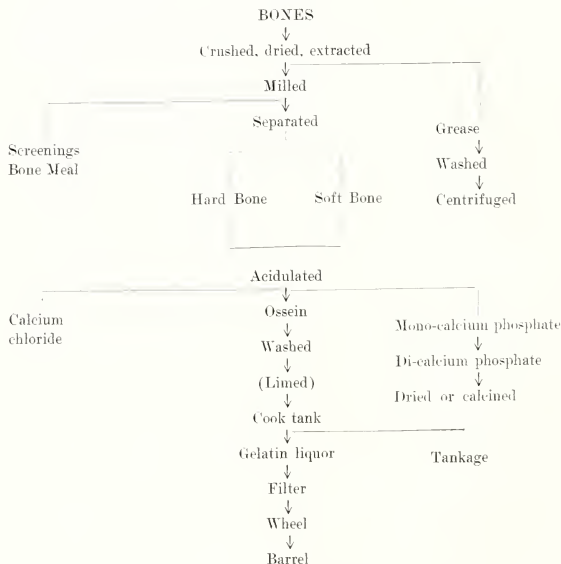 BONES
Crushed, dried, extracted
Milled
Separated
Grease
Screenings
Bone Meal
Washed
Hard Bone Soft Bone
Centrifuged
Acidulated
Calcium
chloride
Ossein
Mono-calcium phosphate
Washed
Di-calcium phosphate
(Limed)
Dried or calcined
Cook tank
Gelatin liquor
Tankage
Filter
Wheel
Barrel